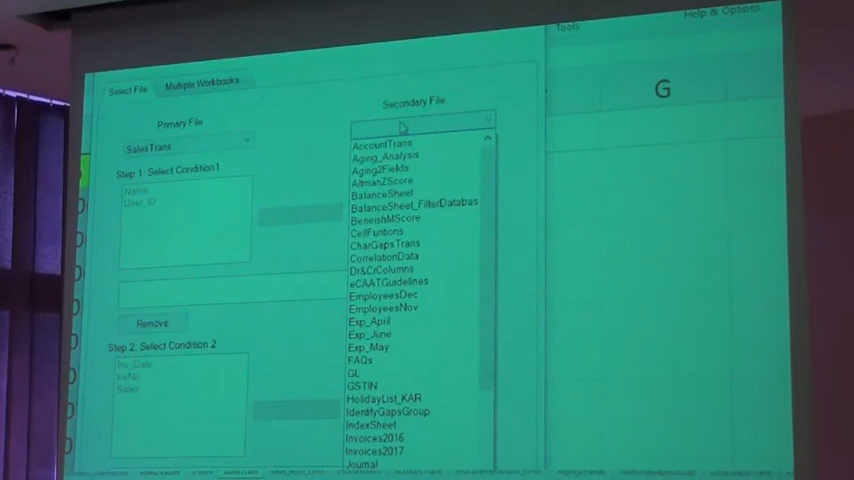 Tools
Help & Options
Select File
Multiple Workbooks
G
Primary File
Secondary File
SalesTrans
Step 1: Select Condition1
Name
User_ID
Remove
Step 2: Select Condition 2
Inv_Date
InvNo
Sales
AccountTrans
Aging_Analysis
Aging2Fields
AltmanZScore
BalanceSheet
BalanceSheet_FilterDatabas
BeneishMScore
CellFuntions
CharGapsTrans
CorrelationData
Dr&CrColumns
eCAATGuidelines
EmployeesDec
EmployeesNov
Exp_April
Exp_June
Exp_May
FAQs
GL
GSTIN
HolidayList_KAR
IdentifyGapsGroup
IndexSheet
Invoices2016
Invoices2017
Journal
SalesTrans